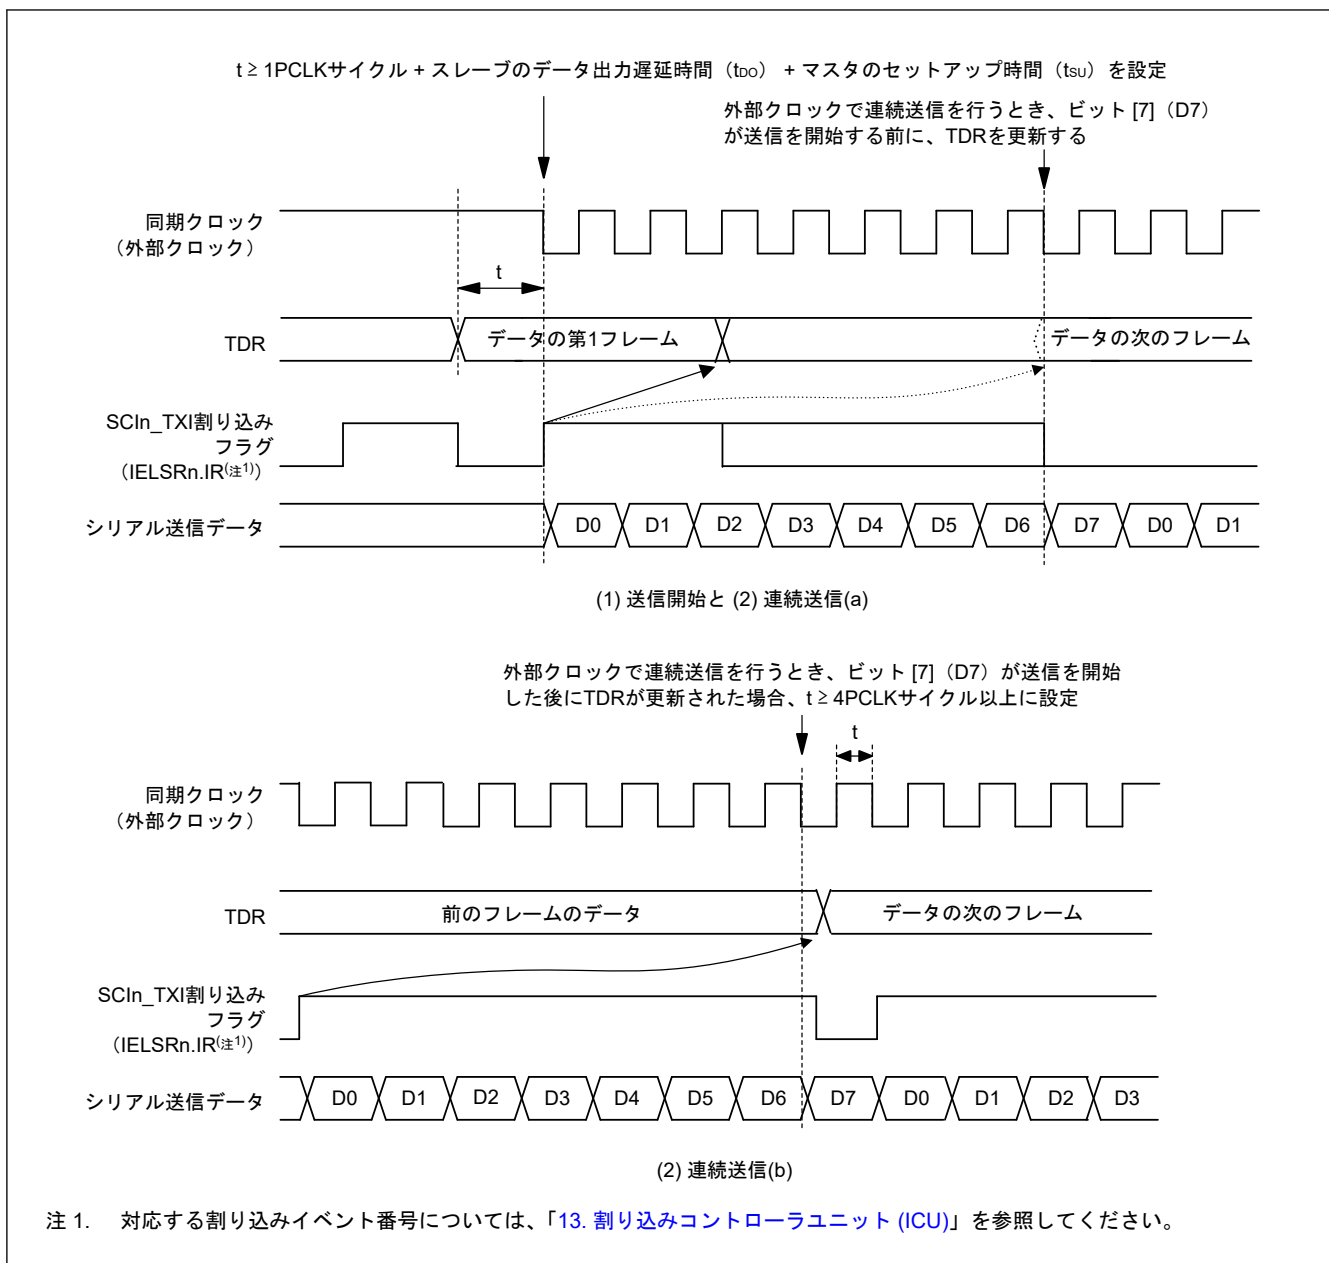 t ≥ 1PCLKサイクル + スレーブのデータ出力遅延時間（tDO） + マスタのセットアップ時間（tSU）を設定
外部クロックで連続送信を行うとき、ビット [7]（D7）
が送信を開始する前に、TDRを更新する
同期クロック
（外部クロック）
t
TDR
データの第1フレーム
データの次のフレーム
SCIn_TXI割り込み
フラグ
（IELSRn.IR(注1)）
シリアル送信データ
D0 D1 D2 D3 D4 D5 D6 D7 D0 D1
(1) 送信開始と (2) 連続送信(a)
外部クロックで連続送信を行うとき、ビット [7]（D7）が送信を開始
した後にTDRが更新された場合、t ≥ 4PCLKサイクル以上に設定
t
同期クロック
（外部クロック）
TDR
前のフレームのデータ
データの次のフレーム
SCIn_TXI割り込み
フラグ
（IELSRn.IR(注1)）
シリアル送信データ
D0 D1 D2 D3 D4 D5 D6 D7 D0 D1 D2 D3
(2) 連続送信(b)
注 1. 対応する割り込みイベント番号については、「13. 割り込みコントローラユニット (ICU)」を参照してください。